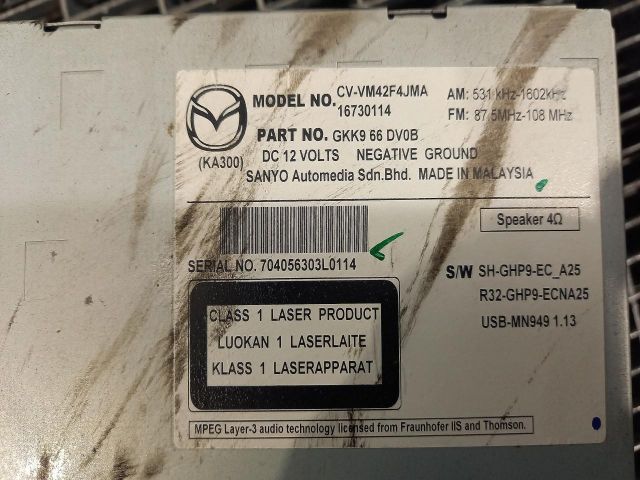 MODEL NO. CV-VM42F4JMA
16730114
AM: 531 kHz-1602kHz
FM: 87.5MHz-108 MHz
PART NO. GKK9 66 DV0B
(KA300)
DC 12 VOLTS NEGATIVE GROUND
SANYO Automedia Sdn.Bhd. MADE IN MALAYSIA
Speaker 4Ω
SERIAL NO. 704056303L0114
S/W SH-GHP9-EC_A25
R32-GHP9-ECNA25
USB-MN949 1.13
CLASS 1 LASER PRODUCT
LUOKAN 1 LASERLAITE
KLASS 1 LASERAPPARAT
MPEG Layer-3 audio technology licensed from Fraunhofer IIS and Thomson.